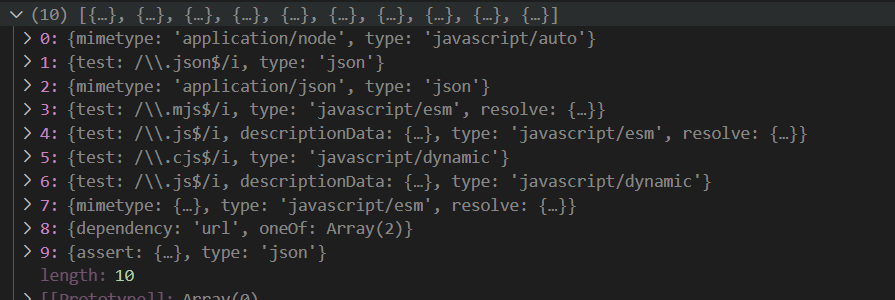 (10) [{…}, {…}, {…}, {…}, {…}, {…}, {…}, {…}, {…}, {…}]
0: {mimetype: 'application/node', type: 'javascript/auto'}
1: {test: /\\.json$/i, type: 'json'}
2: {mimetype: 'application/json', type: 'json'}
3: {test: /\\.mjs$/i, type: 'javascript/esm', resolve: {…}}
4: {test: /\\.js$/i, descriptionData: {…}, type: 'javascript/esm', resolve: {…}}
5: {test: /\\.cjs$/i, type: 'javascript/dynamic'}
6: {test: /\\.js$/i, descriptionData: {…}, type: 'javascript/dynamic'}
7: {mimetype: {…}, type: 'javascript/esm', resolve: {…}}
8: {dependency: 'url', oneOf: Array(2)}
9: {assert: {…}, type: 'json'}
length: 10
[[Prototype]]: Array(0)